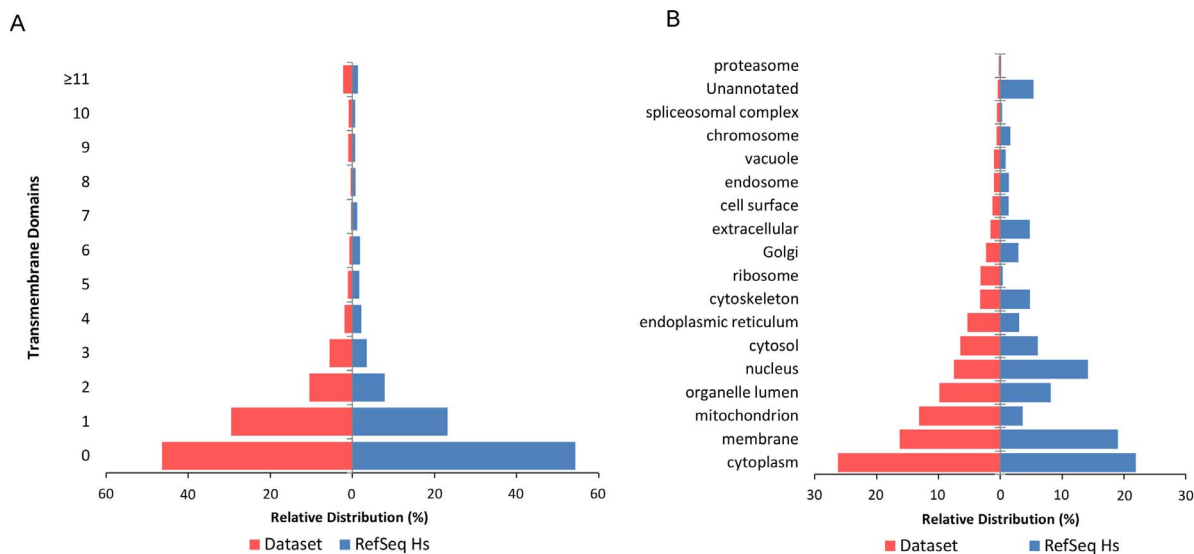 A
Transmembrane Domains
≥11
10
9
8
7
6
5
4
3
2
1
0
60 40 20 0 20 40 60
Relative Distribution (%)
Dataset RefSeq Hs
B
proteasome
Unannotated
spliceosomal complex
chromosome
vacuole
endosome
cell surface
extracellular
Golgi
ribosome
cytoskeleton
endoplasmic reticulum
cytosol
nucleus
organelle lumen
mitochondrion
membrane
cytoplasm
30 20 10 0 10 20 30
Relative Distribution (%)
Dataset RefSeq Hs